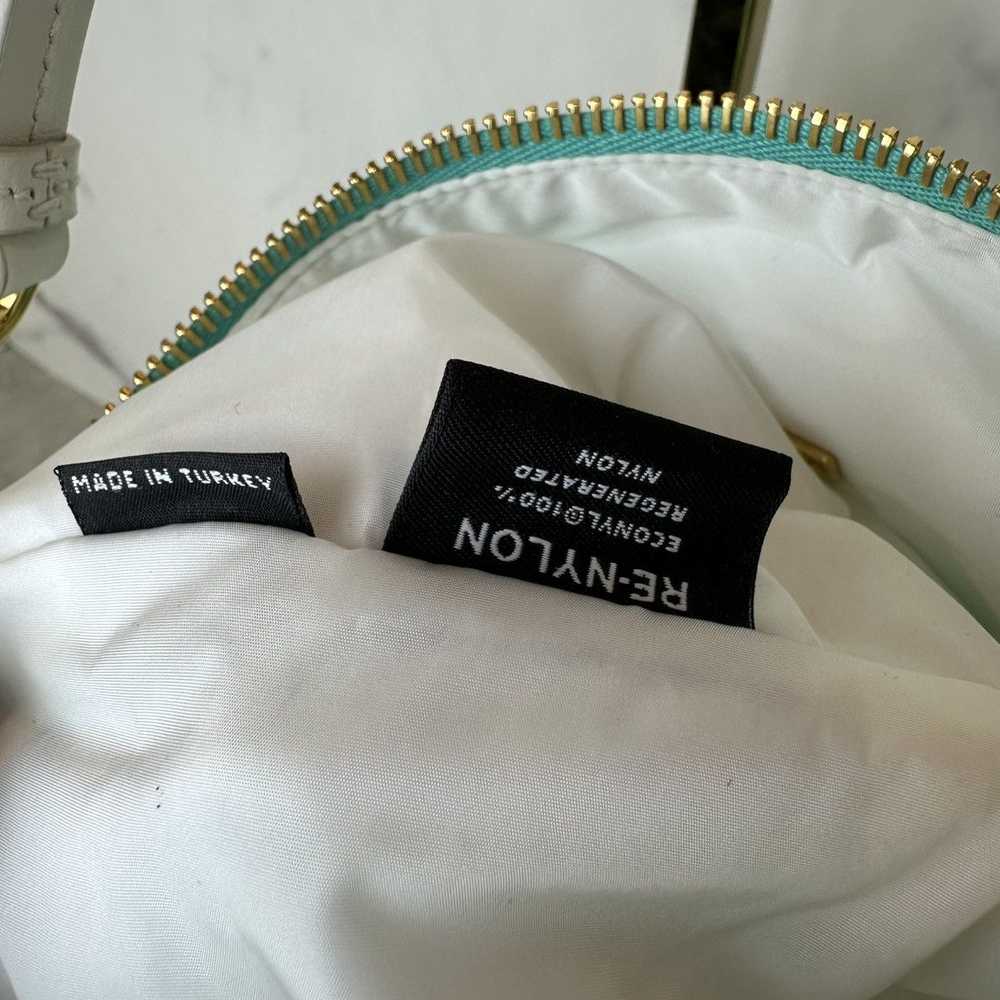 MADE IN TURKEY
RE-NYLON
ECONYL@100%.
REGENERATED
NYLON